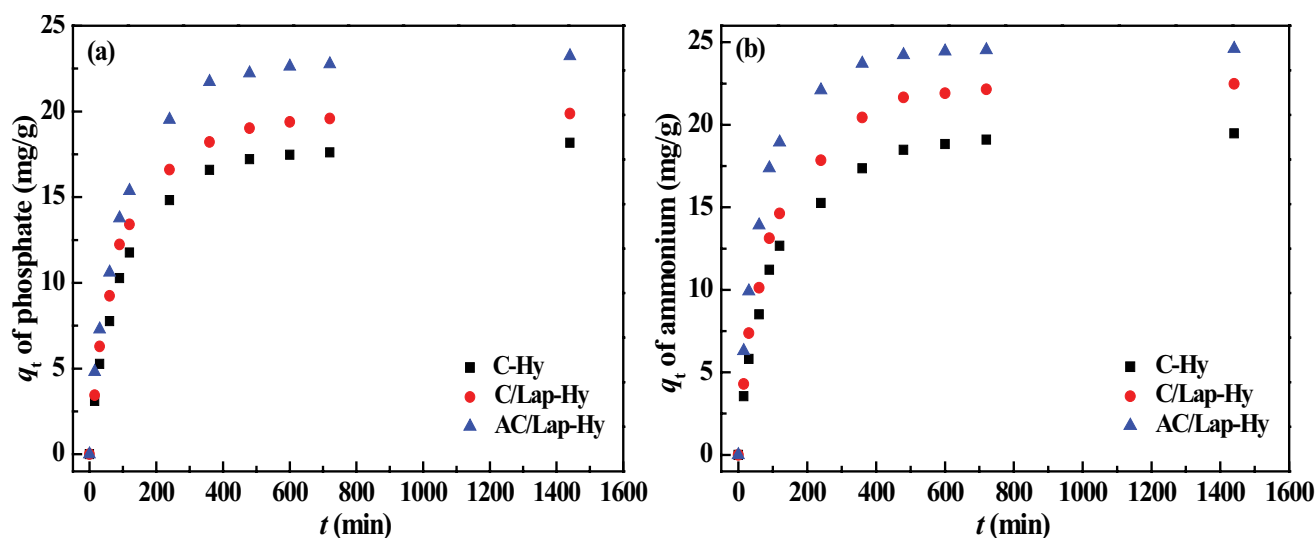 (a)
25
20
15
10
5
0
q_t of phosphate (mg/g)
C-Hy
C/Lap-Hy
AC/Lap-Hy
0 200 400 600 800 1000 1200 1400 1600
t (min)
(b)
25
20
15
10
5
0
q_t of ammonium (mg/g)
C-Hy
C/Lap-Hy
AC/Lap-Hy
0 200 400 600 800 1000 1200 1400 1600
t (min)